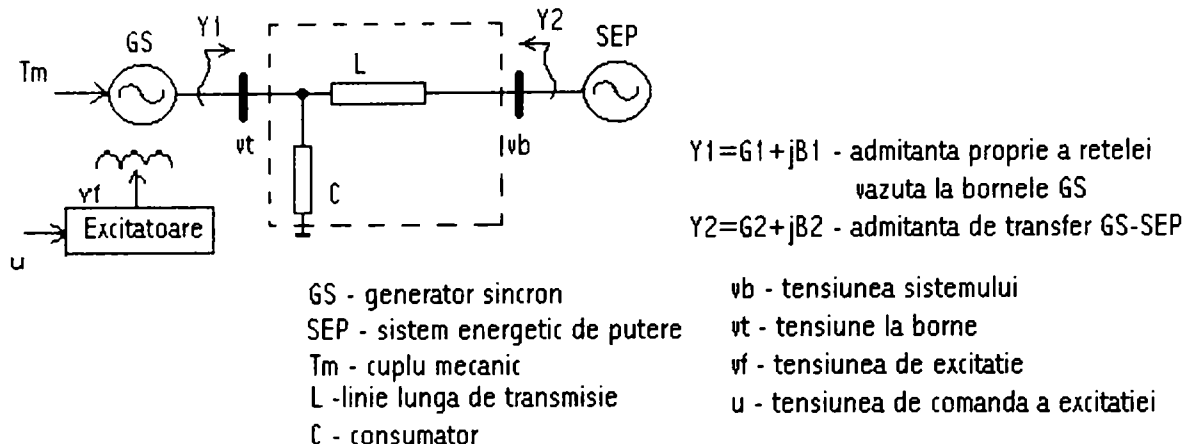 Y1
Y2
GS
SEP
Tm
L
vt
vb
C
vf
Excitatoare
u
Y1=G1+jB1 - admitanta proprie a retelei
vazuta la bornele GS
Y2=G2+jB2 - admitanta de transfer GS-SEP
GS - generator sincron
SEP - sistem energetic de putere
Tm - cuplu mecanic
L -linie lunga de transmisie
C - consumator
vb - tensiunea sistemului
vt - tensiune la borne
vf - tensiunea de excitatie
u - tensiunea de comanda a excitatiei